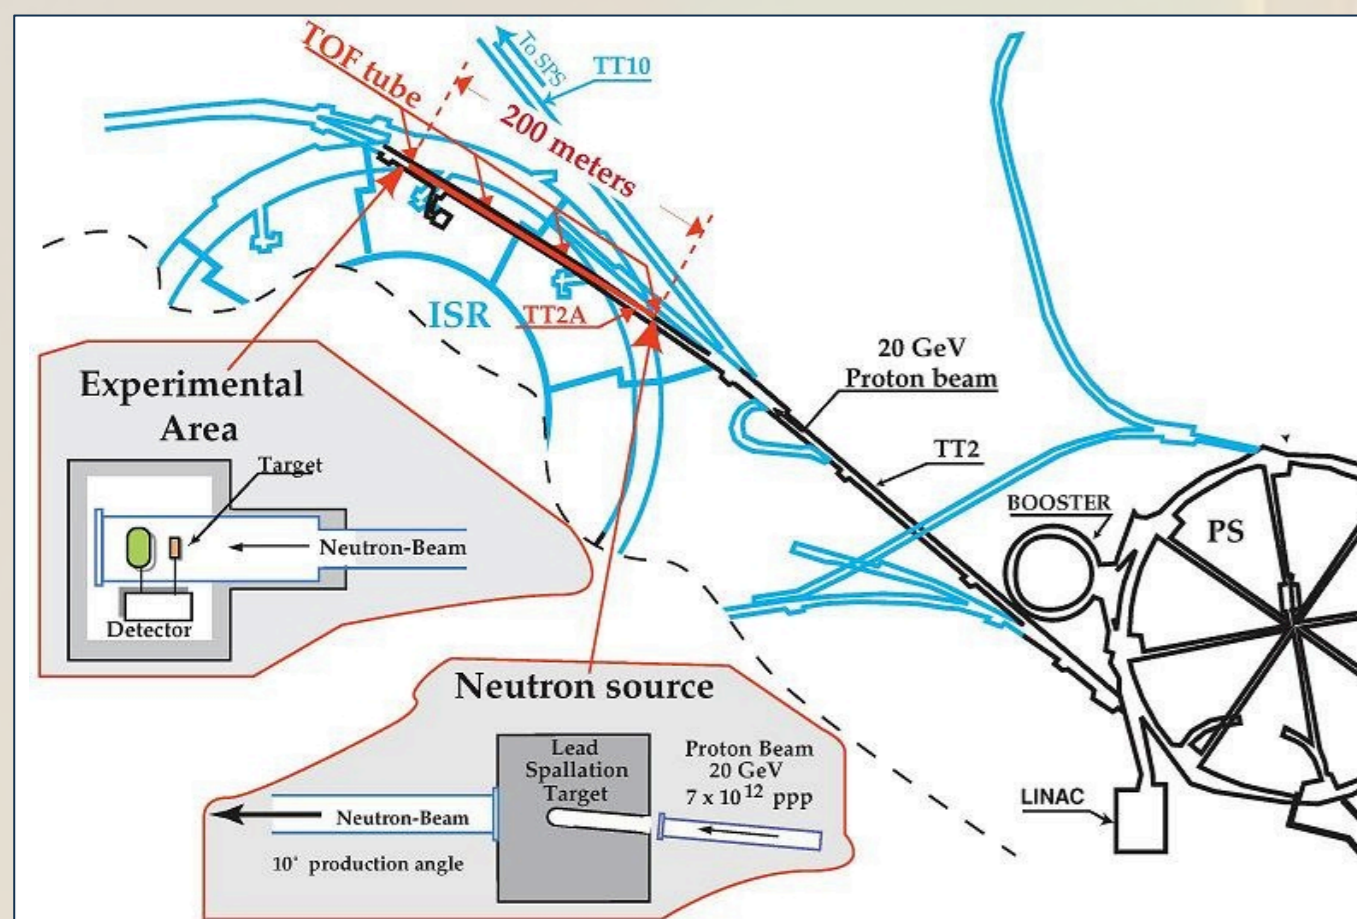 TOF tube
To SPS
TT10
200 meters
ISR
TT2A
20 GeV
Proton beam
TT2
BOOSTER
PS
LINAC
Experimental
Area
Target
Neutron-Beam
Detector
Neutron source
Lead
Spallation
Target
Proton Beam
20 GeV
7 x 10¹² ppp
Neutron-Beam
10° production angle